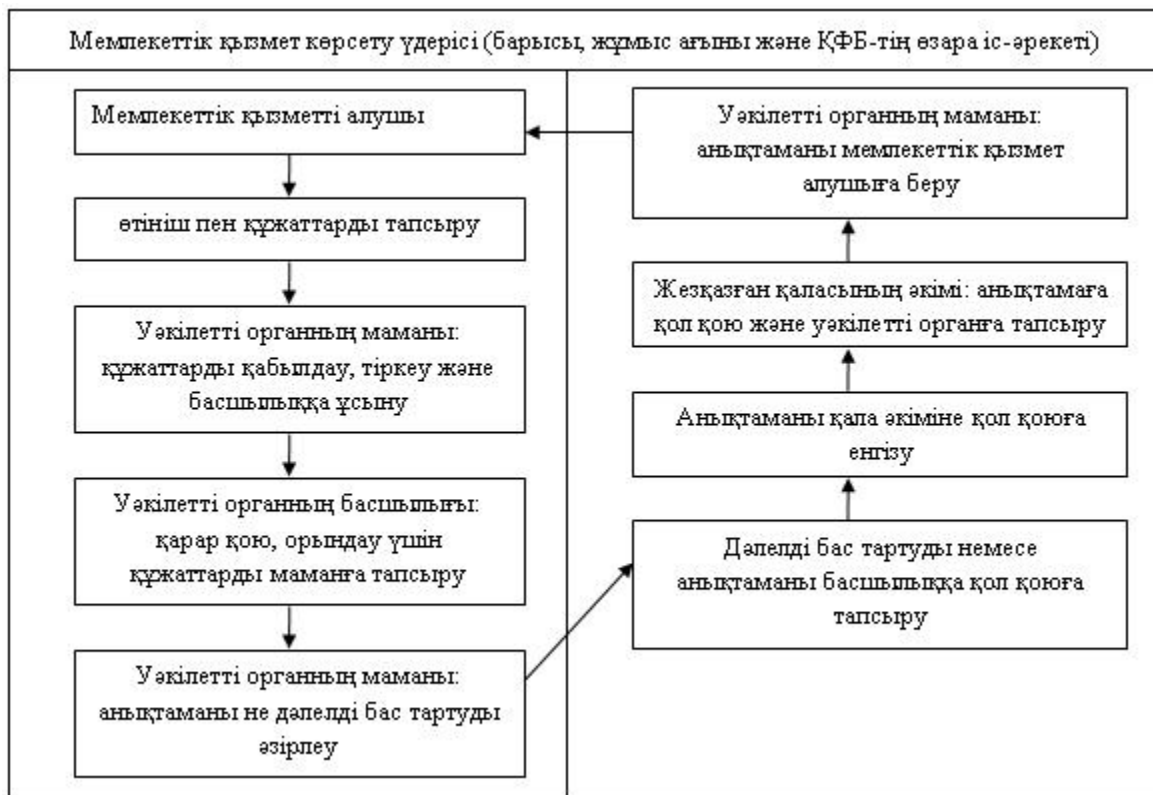 Мемлекеттік қызмет көрсету үдерісі (барысы, жұмыс ағыны және ҚФБ-тің өзара іс-әрекеті)
Мемлекеттік қызметті алушы
өтініш пен құжаттарды тапсыру
Уәкілетті органның маманы:
құжаттарды қабылдау, тіркеу және
басшылыққа ұсыну
Уәкілетті органның басшылығы:
қарар қою, орындау үшін
құжаттарды маманға тапсыру
Уәкілетті органның маманы:
анықтаманы не дәлелді бас тартуды
әзірлеу
Дәлелді бас тартуды немесе
анықтаманы басшылыққа қол қоюға
тапсыру
Анықтаманы қала әкіміне қол қоюға
енгізу
Жезқазған қаласының әкімі: анықтамаға
қол қою және уәкілетті органға тапсыру
Уәкілетті органның маманы:
анықтаманы мемлекеттік қызмет
алушыға беру